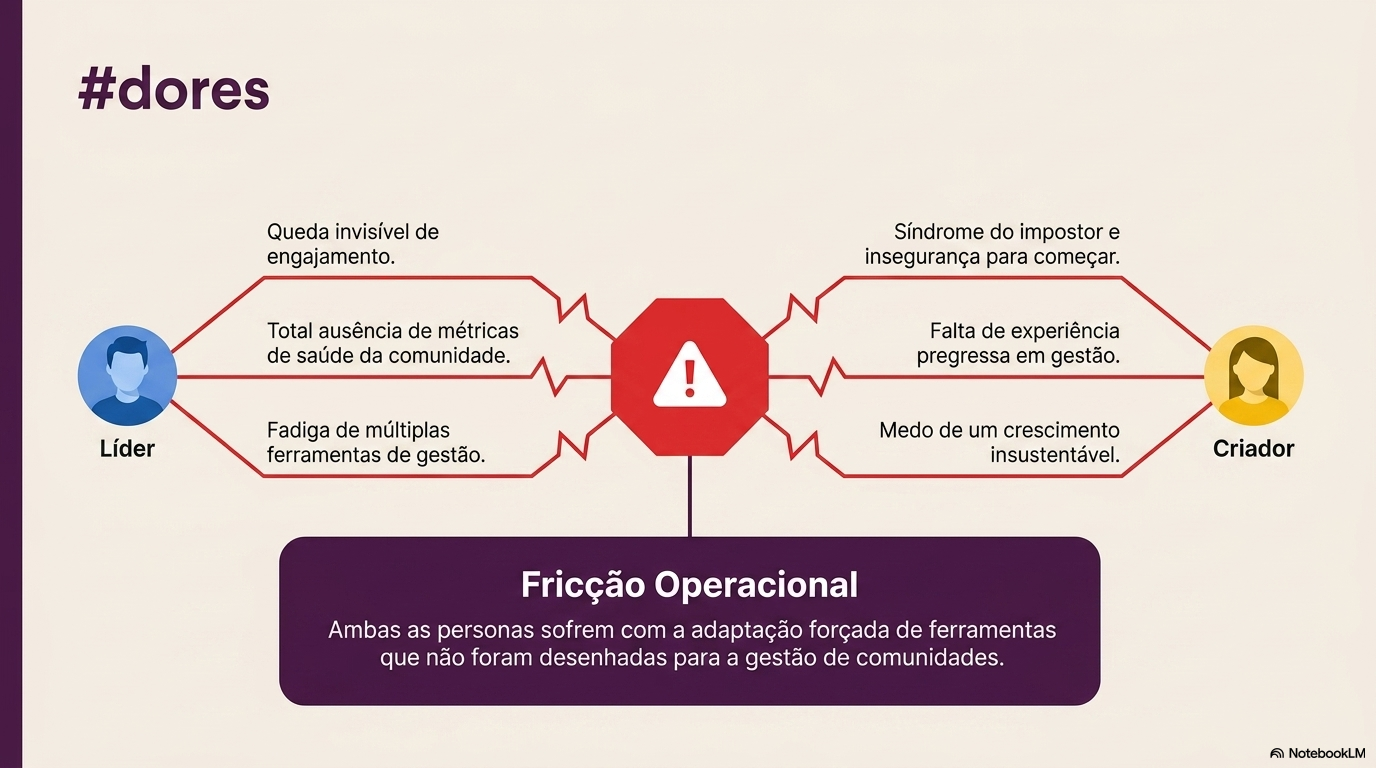 #dores
Queda invisível de
engajamento.
Total ausência de métricas
de saúde da comunidade.
Fadiga de múltiplas
ferramentas de gestão.
Líder
Síndrome do impostor e
insegurança para começar.
Falta de experiência
pregressa em gestão.
Medo de um crescimento
insustentável.
Criador
Fricção Operacional
Ambas as personas sofrem com a adaptação forçada de ferramentas
que não foram desenhadas para a gestão de comunidades.
NotebookLM